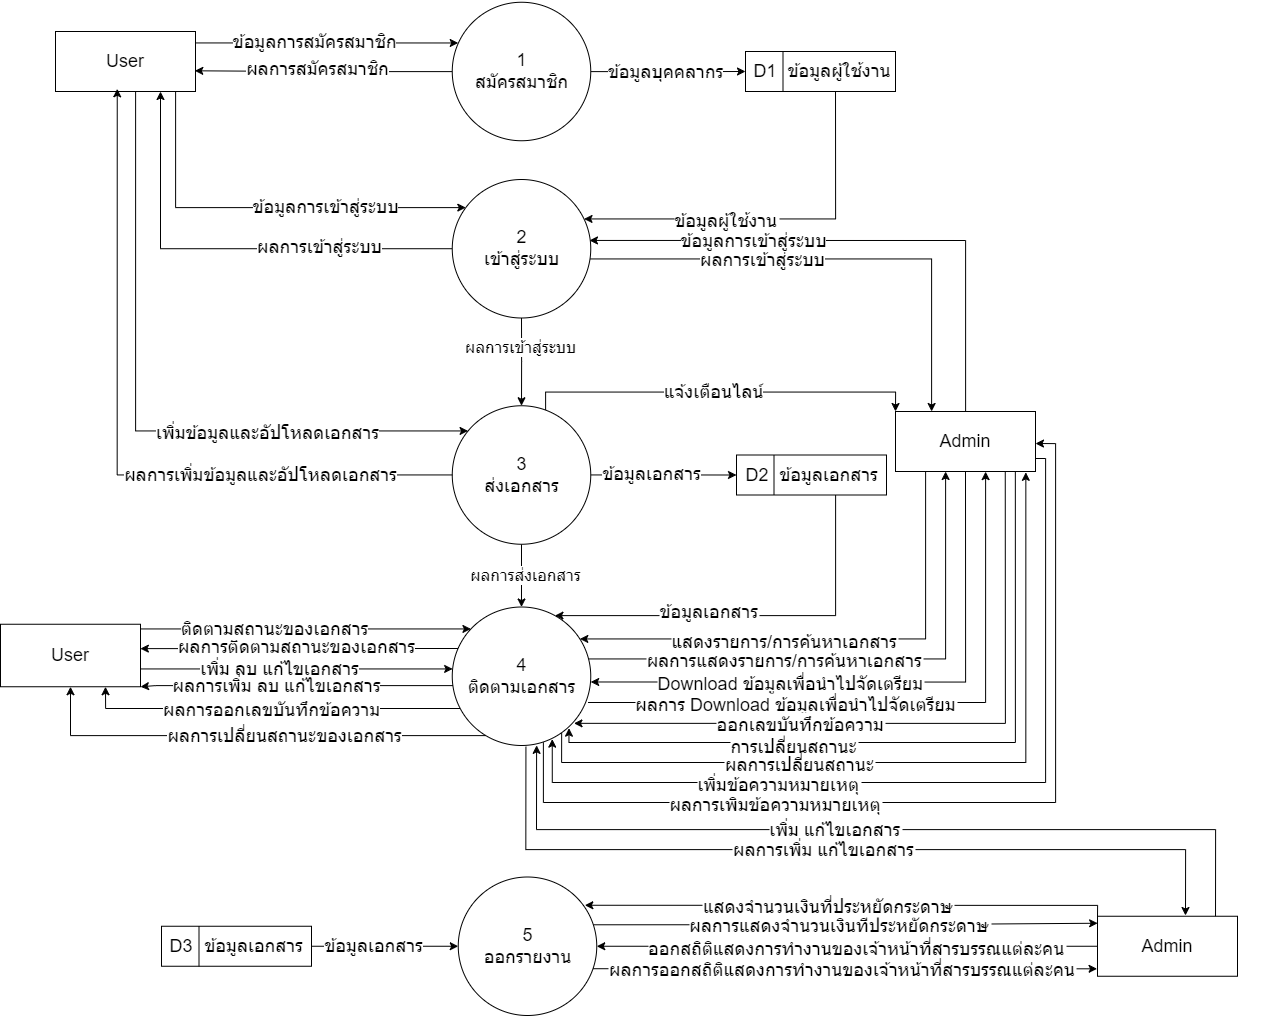 User
ข้อมูลการสมัครสมาชิก
ผลการสมัครสมาชิก
1
สมัครสมาชิก
ข้อมูลบุคคลากร
D1 ข้อมูลผู้ใช้งาน
ข้อมูลการเข้าสู่ระบบ
ผลการเข้าสู่ระบบ
2
เข้าสู่ระบบ
ข้อมูลผู้ใช้งาน
ข้อมูลการเข้าสู่ระบบ
ผลการเข้าสู่ระบบ
ผลการเข้าสู่ระบบ
แจ้งเตือนไลน์
Admin
เพิ่มข้อมูลและอัปโหลดเอกสาร
ผลการเพิ่มข้อมูลและอัปโหลดเอกสาร
3
ส่งเอกสาร
ข้อมูลเอกสาร
D2 ข้อมูลเอกสาร
ผลการส่งเอกสาร
ข้อมูลเอกสาร
User
ติดตามสถานะของเอกสาร
ผลการติดตามสถานะของเอกสาร
เพิ่ม ลบ แก้ไขเอกสาร
ผลการเพิ่ม ลบ แก้ไขเอกสาร
ผลการออกเลขบันทึกข้อความ
ผลการเปลี่ยนสถานะของเอกสาร
4
ติดตามเอกสาร
แสดงรายการ/การค้นหาเอกสาร
ผลการแสดงรายการ/การค้นหาเอกสาร
Download ข้อมูลเพื่อนำไปจัดเตรียม
ผลการ Download ข้อมูลเพื่อนำไปจัดเตรียม
ออกเลขบันทึกข้อความ
การเปลี่ยนสถานะ
ผลการเปลี่ยนสถานะ
เพิ่มข้อความหมายเหตุ
ผลการเพิ่มข้อความหมายเหตุ
เพิ่ม แก้ไขเอกสาร
ผลการเพิ่ม แก้ไขเอกสาร
D3 ข้อมูลเอกสาร
ข้อมูลเอกสาร
5
ออกรายงาน
แสดงจำนวนเงินที่ประหยัดกระดาษ
ผลการแสดงจำนวนเงินที่ประหยัดกระดาษ
ออกสถิติแสดงการทำงานของเจ้าหน้าที่สารบรรณแต่ละคน
ผลการออกสถิติแสดงการทำงานของเจ้าหน้าที่สารบรรณแต่ละคน
Admin